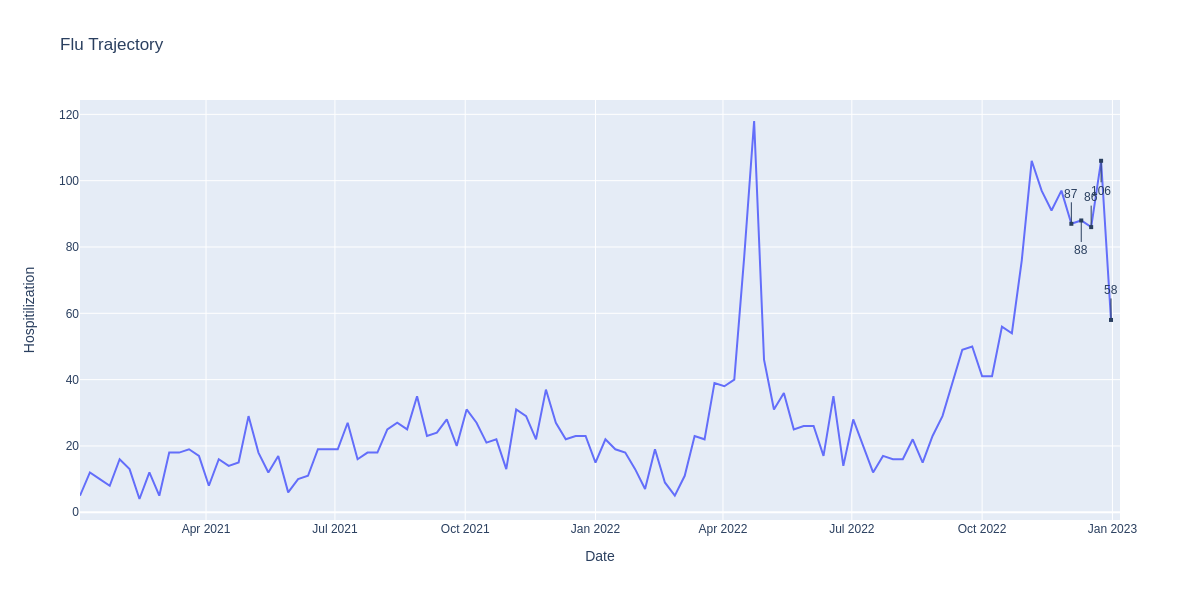 Flu Trajectory
120
100
80
60
40
20
0
Hospitilization
87
88
86
106
58
Apr 2021
Jul 2021
Oct 2021
Jan 2022
Apr 2022
Jul 2022
Oct 2022
Jan 2023
Date